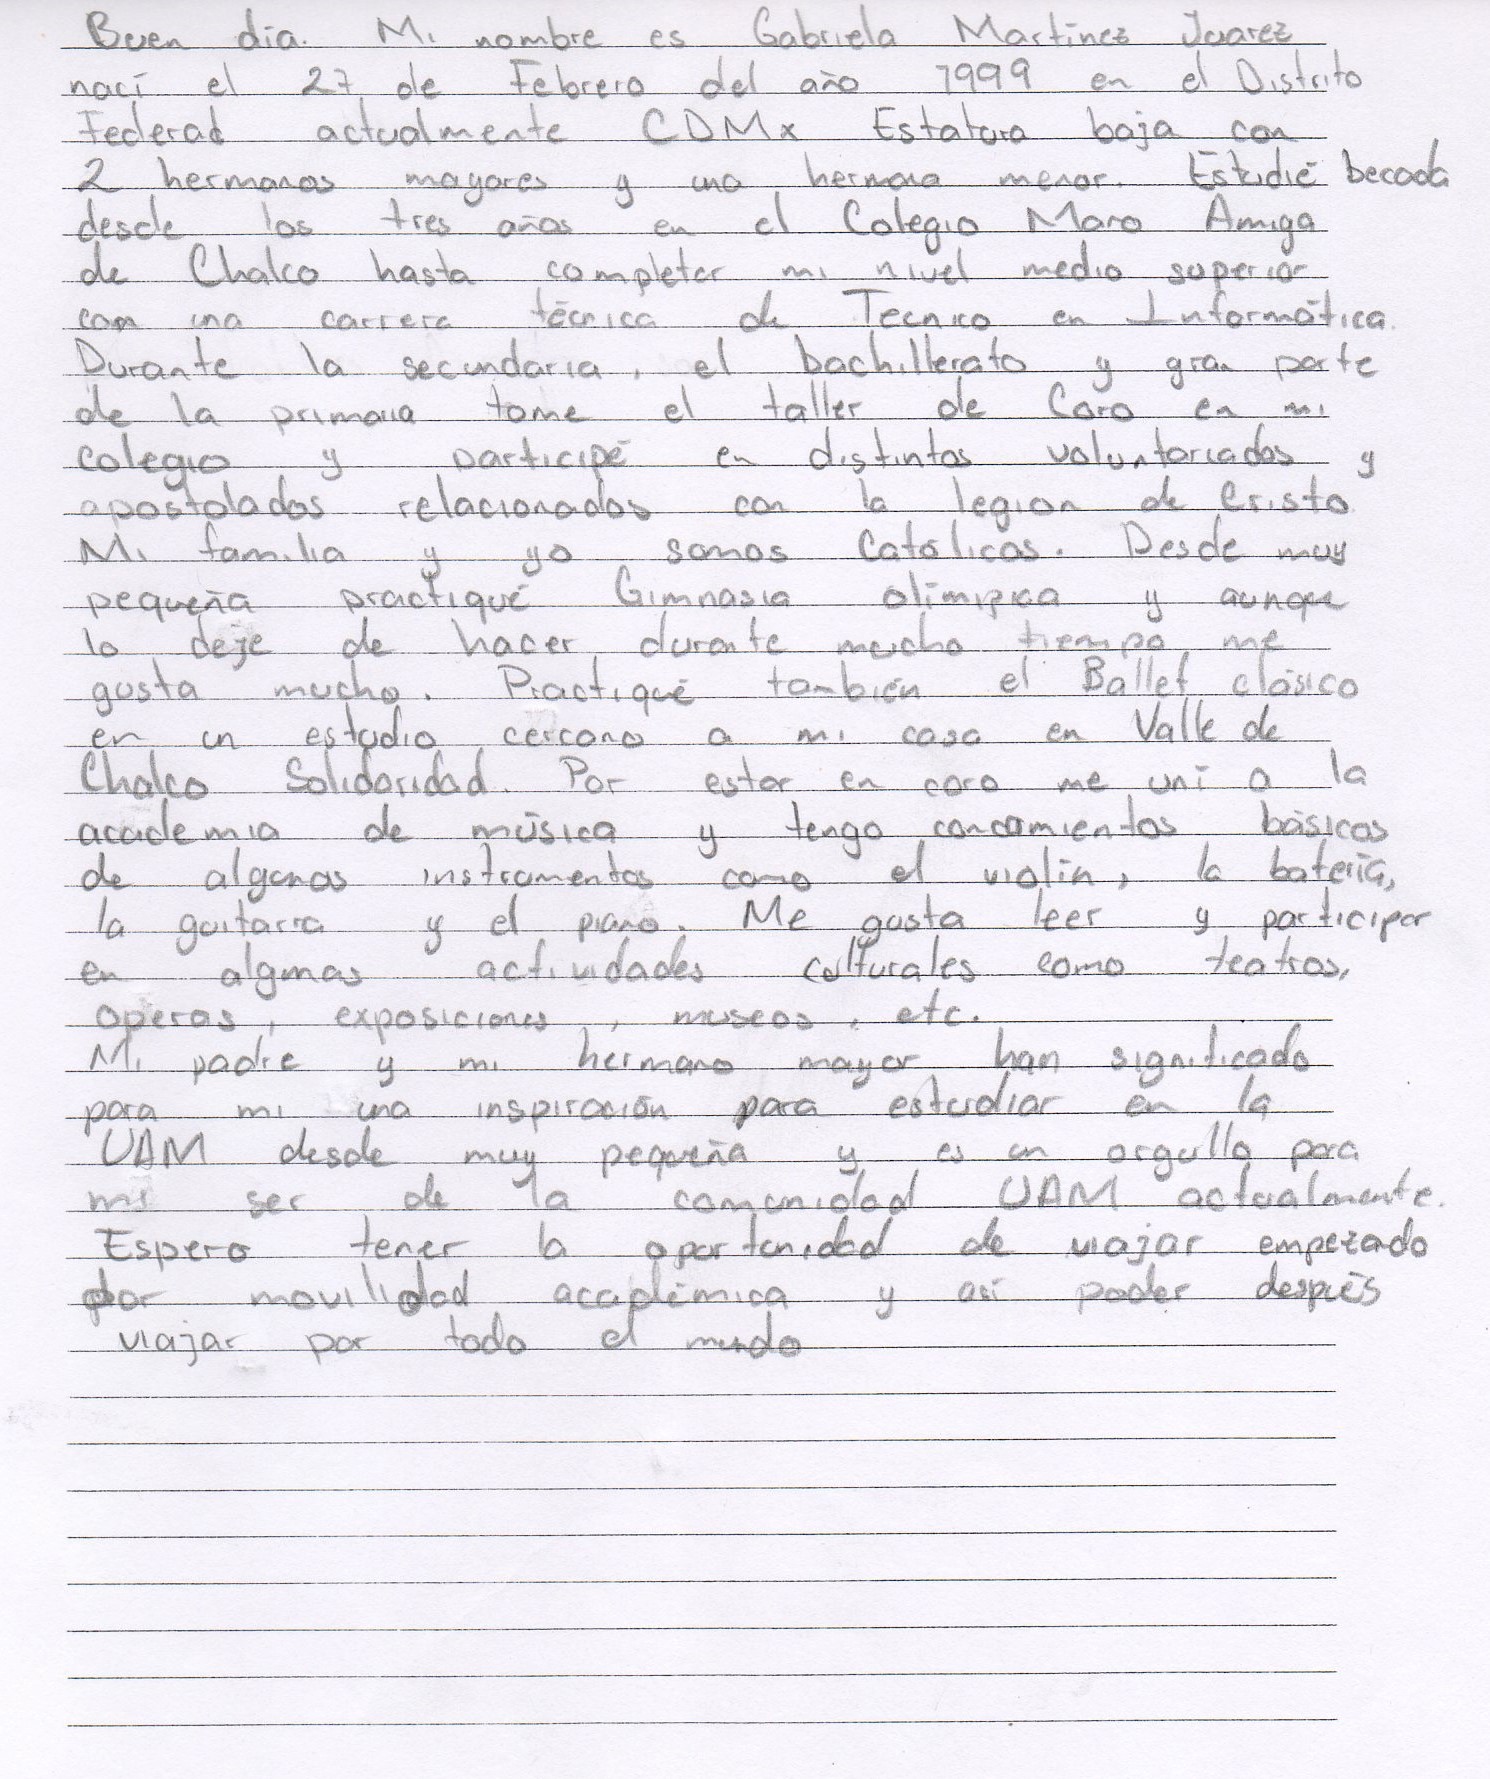 Buen día. Mi nombre es Gabriela Martínez Juarez
nací el 27 de Febrero del año 1999 en el Distrito
Federal actualmente CDMx Estatura baja con
2 hermanos mayores y una hermana menor. Estudié becada
desde los tres años en el Colegio Mano Amiga
de Chalco hasta completar mi nivel medio superior
con una carrera técnica de Tecnico en Informática.
Durante la secundaria, el bachillerato y gran parte
de la primaria tome el taller de Coro en mi
colegio y participé en distintos voluntariados y
apostolados relacionados con la legion de Cristo.
Mi familia y yo somos Católicos. Desde muy
pequeña practiqué Gimnasia olímipica y aunque
lo deje de hacer durante mucho tiempo, me
gusta mucho. Practiqué también el Ballet clásico
en un estudio cercano a mi casa en Valle de
Chalco Solidaridad. Por estar en coro me uní a la
academia de música y tengo conocimientos básicos
de algunos instrumentos como el violín, la batería,
la guitarra y el piano. Me gusta leer y participar
en algunas actividades culturales como teatros,
operas, exposiciones, museos, etc.
Mi padre y mi hermano mayor han significado
para mi una inspiración para estudiar en la
UAM desde muy pequeña y es un orgullo para
mi ser de la comunidad UAM actualmente.
Espero tener la oportunidad de viajar empezado
por movilidad académica y así poder después
viajar por todo el mundo